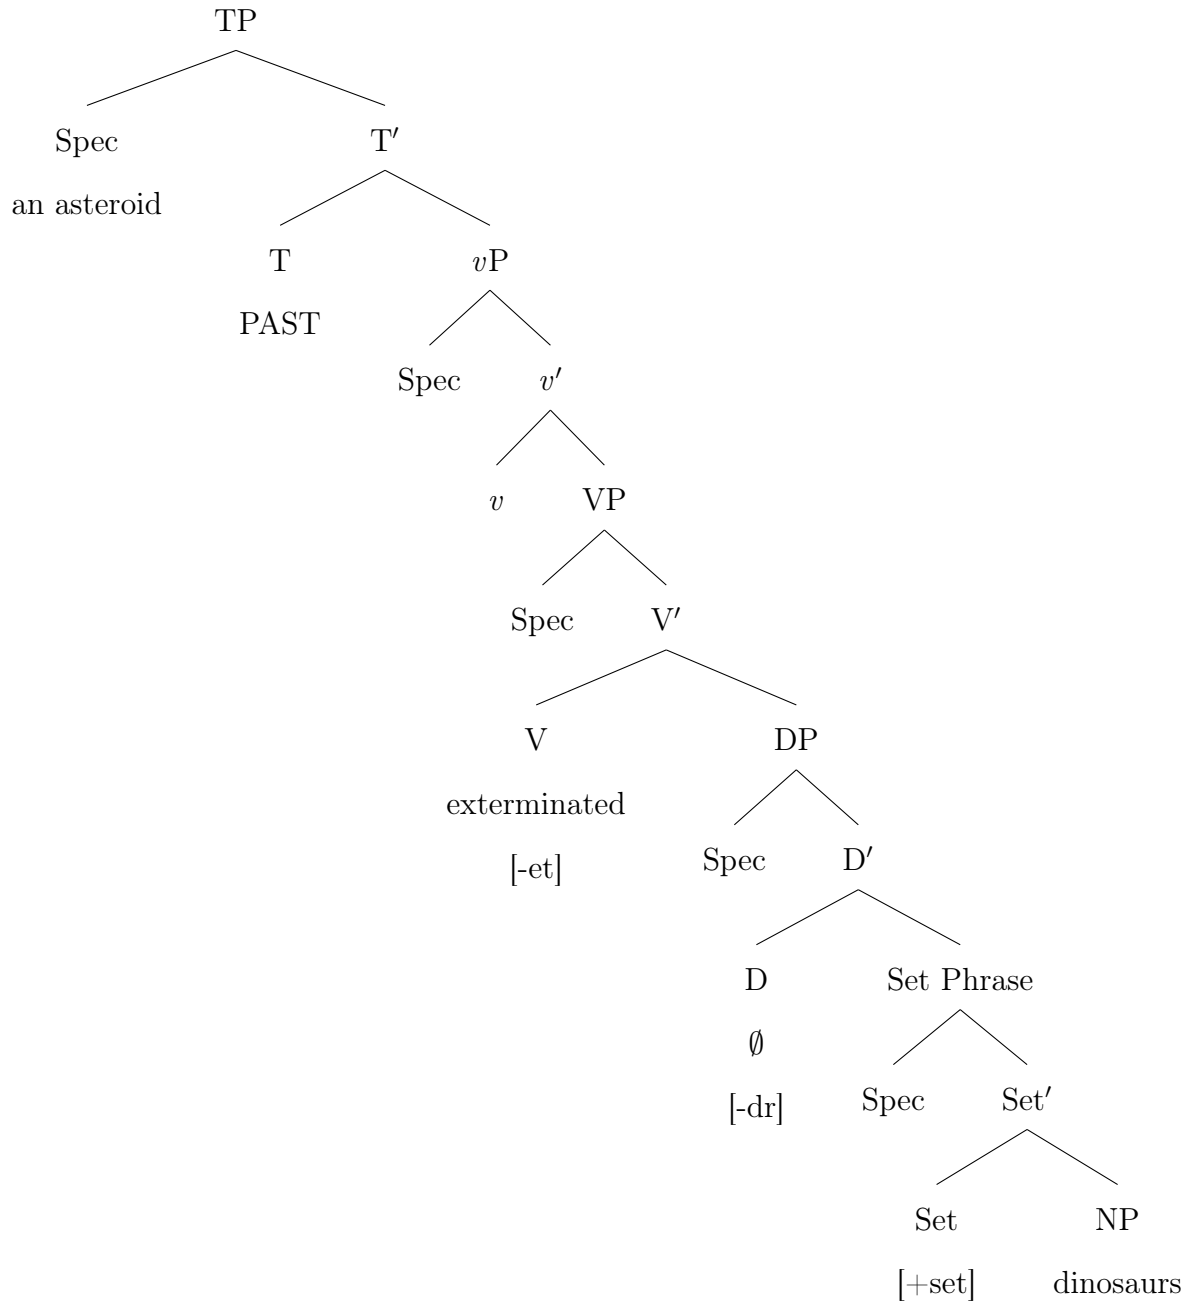 TP
Spec T′
an asteroid
T vP
PAST
Spec v′
v VP
Spec V′
V DP
exterminated
[-et]
Spec D′
D Set Phrase
∅
[-dr]
Spec Set′
Set NP
[+set] dinosaurs